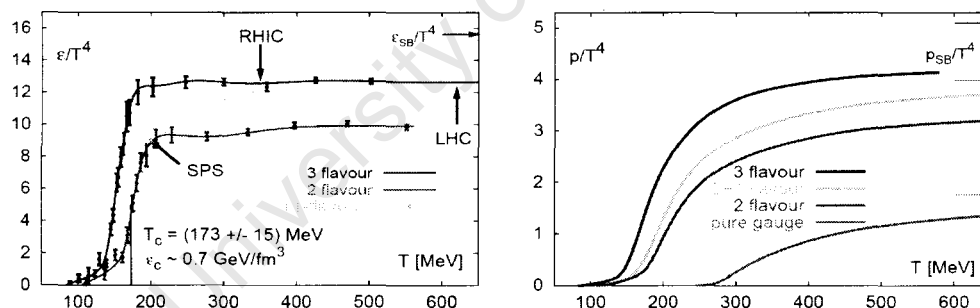 16
14
12
10
8
6
4
2
0
ε/T⁴
RHIC
ε_SB/T⁴
LHC
SPS
3 flavour
2 flavour
T_c = (173 +/- 15) MeV
ε_c ~ 0.7 GeV/fm³
T [MeV]
100 200 300 400 500 600
5
4
3
2
1
0
p/T⁴
p_SB/T⁴
3 flavour
2 flavour
pure gauge
T [MeV]
100 200 300 400 500 600
University of